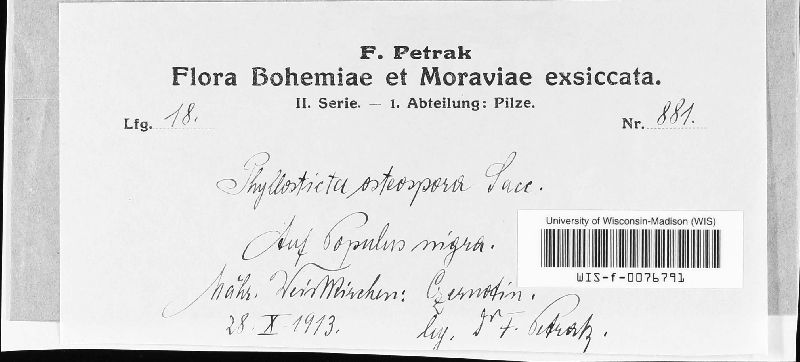 F. Petrak
Flora Bohemiae et Moraviae exsiccata.
II. Serie. — 1. Abteilung: Pilze.
Lfg. 18. Nr. 881.
Phyllosticta osteospora Sacc.
Auf Populus nigra.
Mähr. Weisskirchen: Czernotin.
28. X 1913. leg. Dr F. Petrak.
University of Wisconsin-Madison (WIS)
WIS-f-0076791